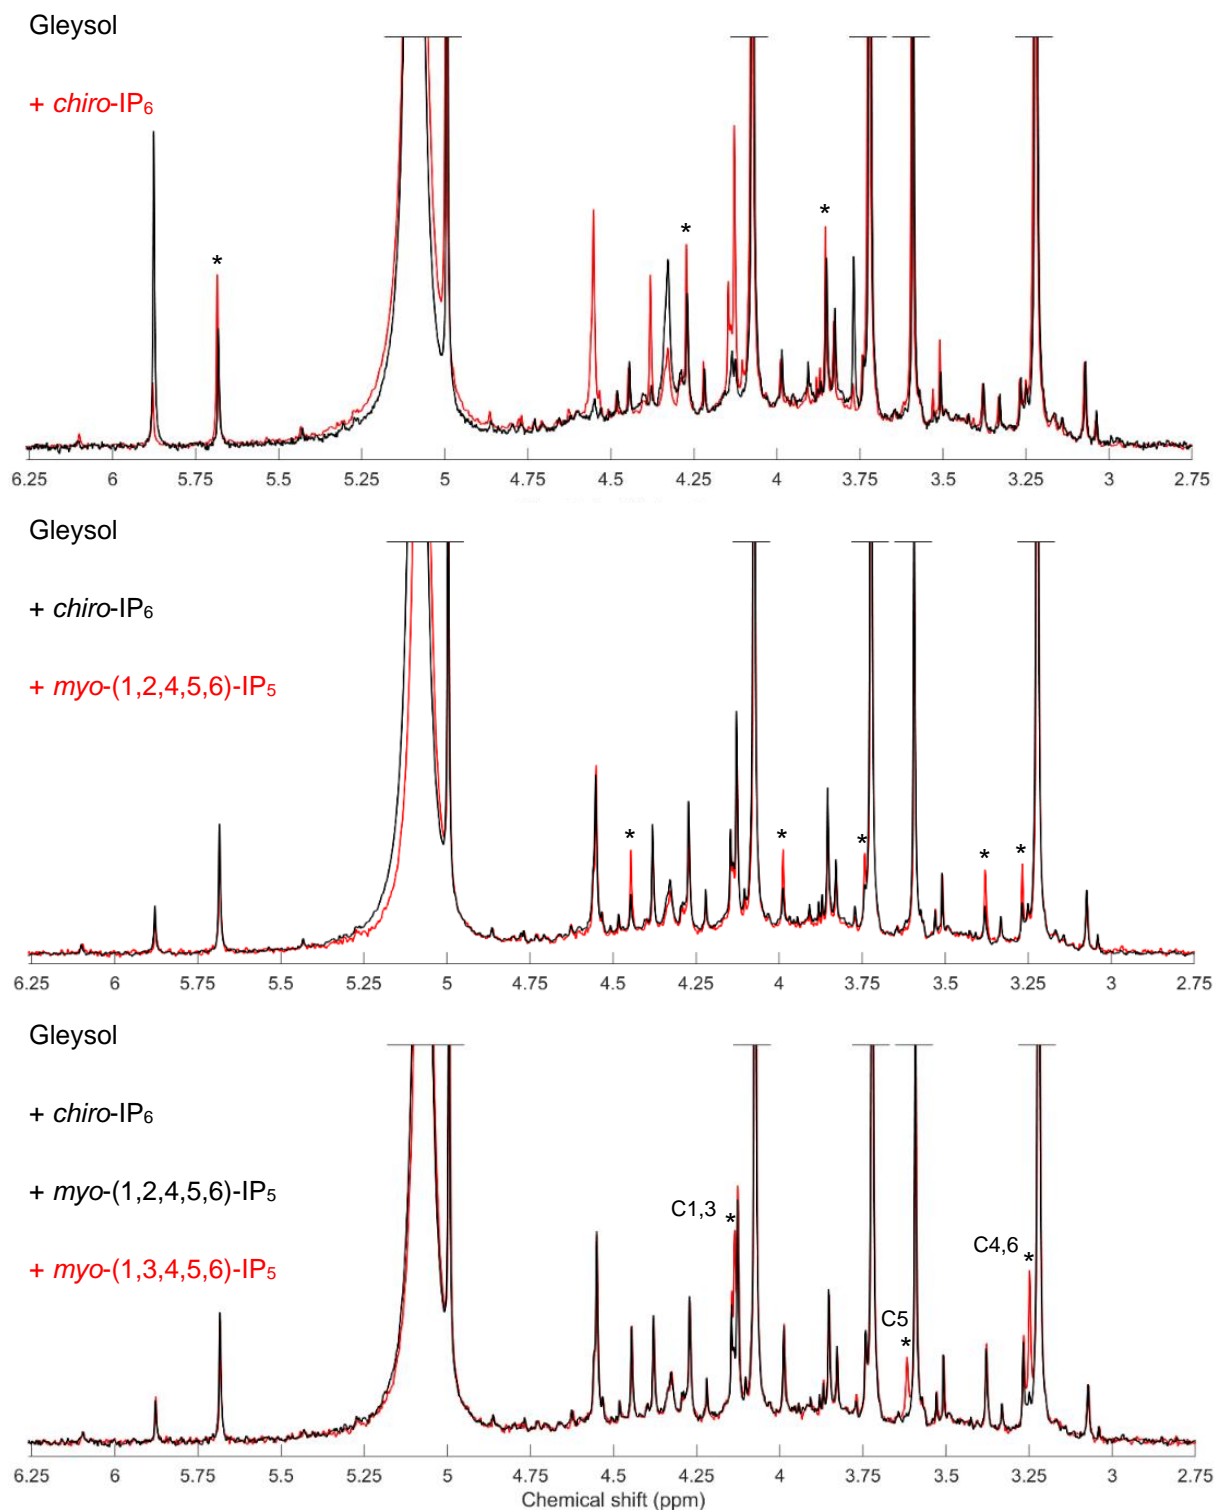 Gleysol
+ chiro-IP6
*
*
*
6.25 6 5.75 5.5 5.25 5 4.75 4.5 4.25 4 3.75 3.5 3.25 3 2.75
Gleysol
+ chiro-IP6
+ myo-(1,2,4,5,6)-IP5
* * * * *
6.25 6 5.75 5.5 5.25 5 4.75 4.5 4.25 4 3.75 3.5 3.25 3 2.75
Gleysol
+ chiro-IP6
+ myo-(1,2,4,5,6)-IP5
C1,3 *
C4,6 *
+ myo-(1,3,4,5,6)-IP5
C5
*
6.25 6 5.75 5.5 5.25 5 4.75 4.5 4.25 4 3.75 3.5 3.25 3 2.75
Chemical shift (ppm)